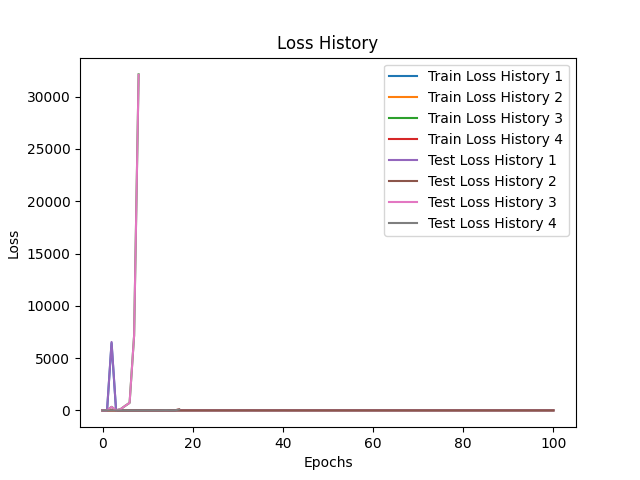 Loss History
Train Loss History 1
Train Loss History 2
Train Loss History 3
Train Loss History 4
Test Loss History 1
Test Loss History 2
Test Loss History 3
Test Loss History 4
Loss
30000
25000
20000
15000
10000
5000
0
0 20 40 60 80 100
Epochs